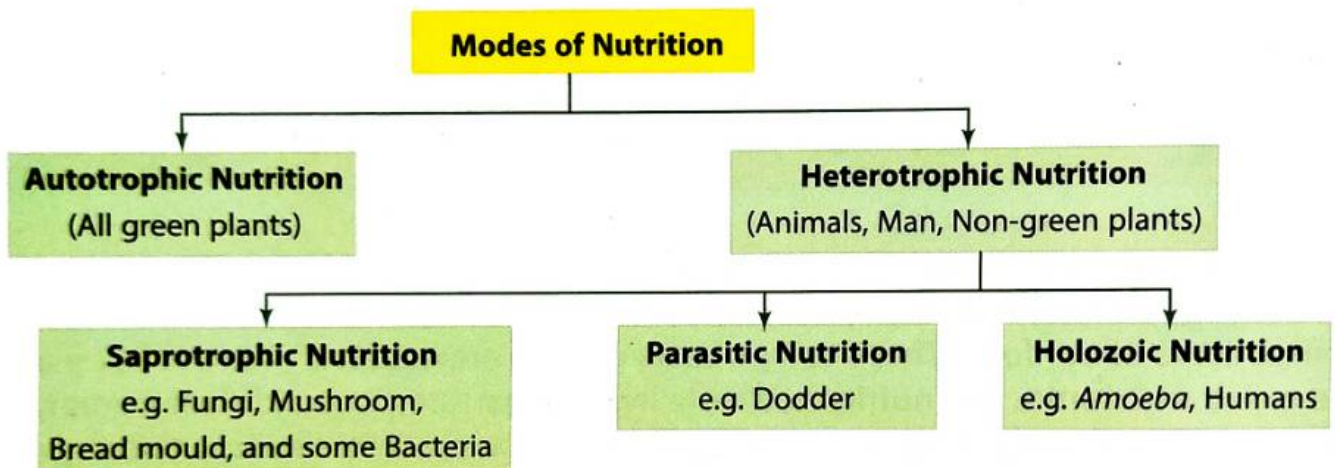 Modes of Nutrition
Autotrophic Nutrition
(All green plants)
Heterotrophic Nutrition
(Animals, Man, Non-green plants)
Saprotrophic Nutrition
e.g. Fungi, Mushroom,
Bread mould, and some Bacteria
Parasitic Nutrition
e.g. Dodder
Holozoic Nutrition
e.g. Amoeba, Humans